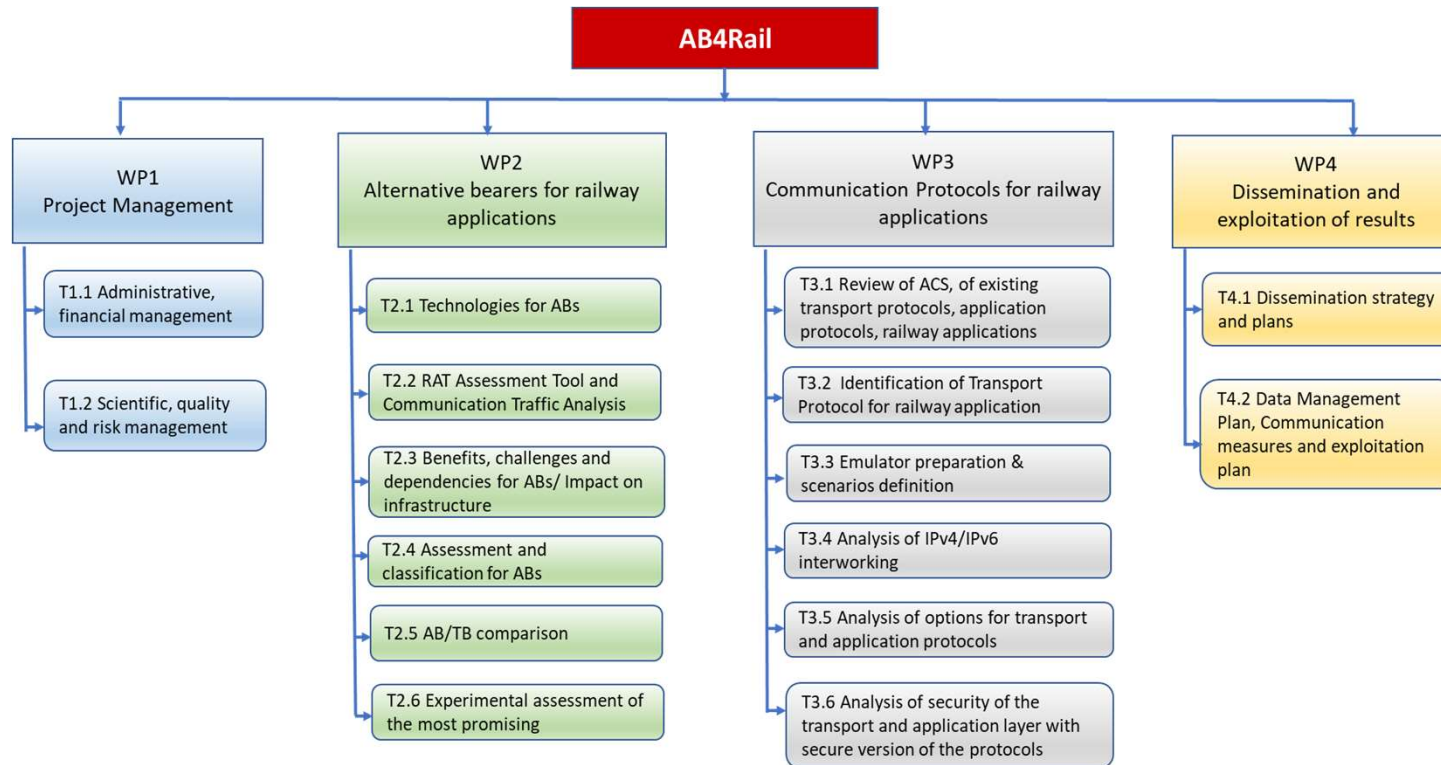 AB4Rail
WP1
Project Management
T1.1 Administrative,
financial management
T1.2 Scientific, quality
and risk management
WP2
Alternative bearers for railway
applications
T2.1 Technologies for ABs
T2.2 RAT Assessment Tool and
Communication Traffic Analysis
T2.3 Benefits, challenges and
dependencies for ABs/ Impact on
infrastructure
T2.4 Assessment and
classification for ABs
T2.5 AB/TB comparison
T2.6 Experimental assessment of
the most promising
WP3
Communication Protocols for railway
applications
T3.1 Review of ACS, of existing
transport protocols, application
protocols, railway applications
T3.2 Identification of Transport
Protocol for railway application
T3.3 Emulator preparation &
scenarios definition
T3.4 Analysis of IPv4/IPv6
interworking
T3.5 Analysis of options for transport
and application protocols
T3.6 Analysis of security of the
transport and application layer with
secure version of the protocols
WP4
Dissemination and
exploitation of results
T4.1 Dissemination strategy
and plans
T4.2 Data Management
Plan, Communication
measures and exploitation
plan